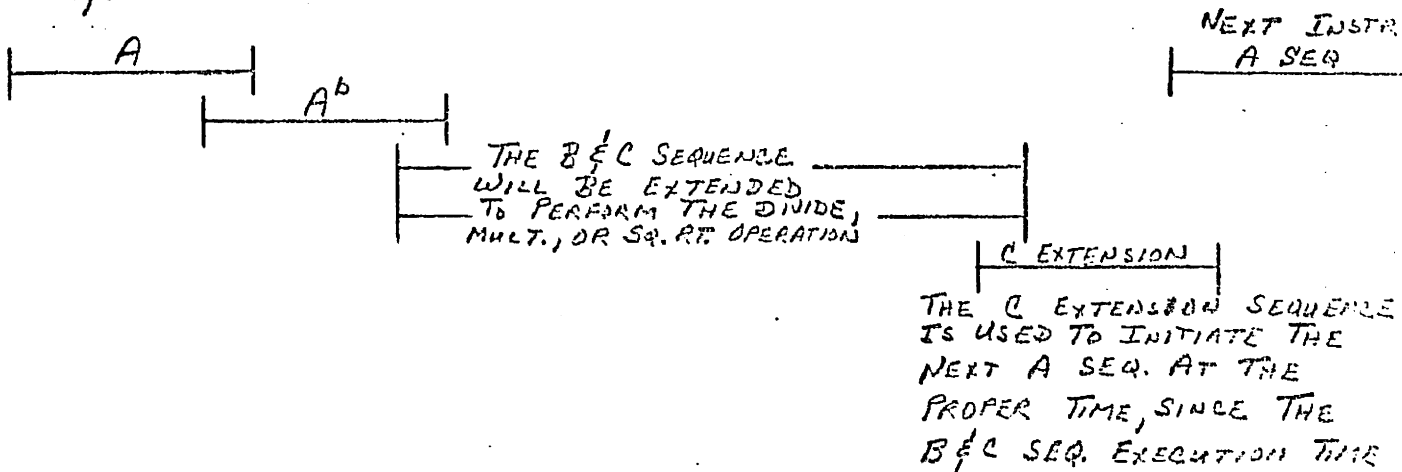 NEXT INSTR
A SEQ
A
A^b
THE B & C SEQUENCE
WILL BE EXTENDED
TO PERFORM THE DIVIDE,
MULT., OR SQ. RT. OPERATION
C EXTENSION
THE C EXTENSION SEQUENCE
IS USED TO INITIATE THE
NEXT A SEQ. AT THE
PROPER TIME, SINCE THE
B & C SEQ. EXECUTION TIME